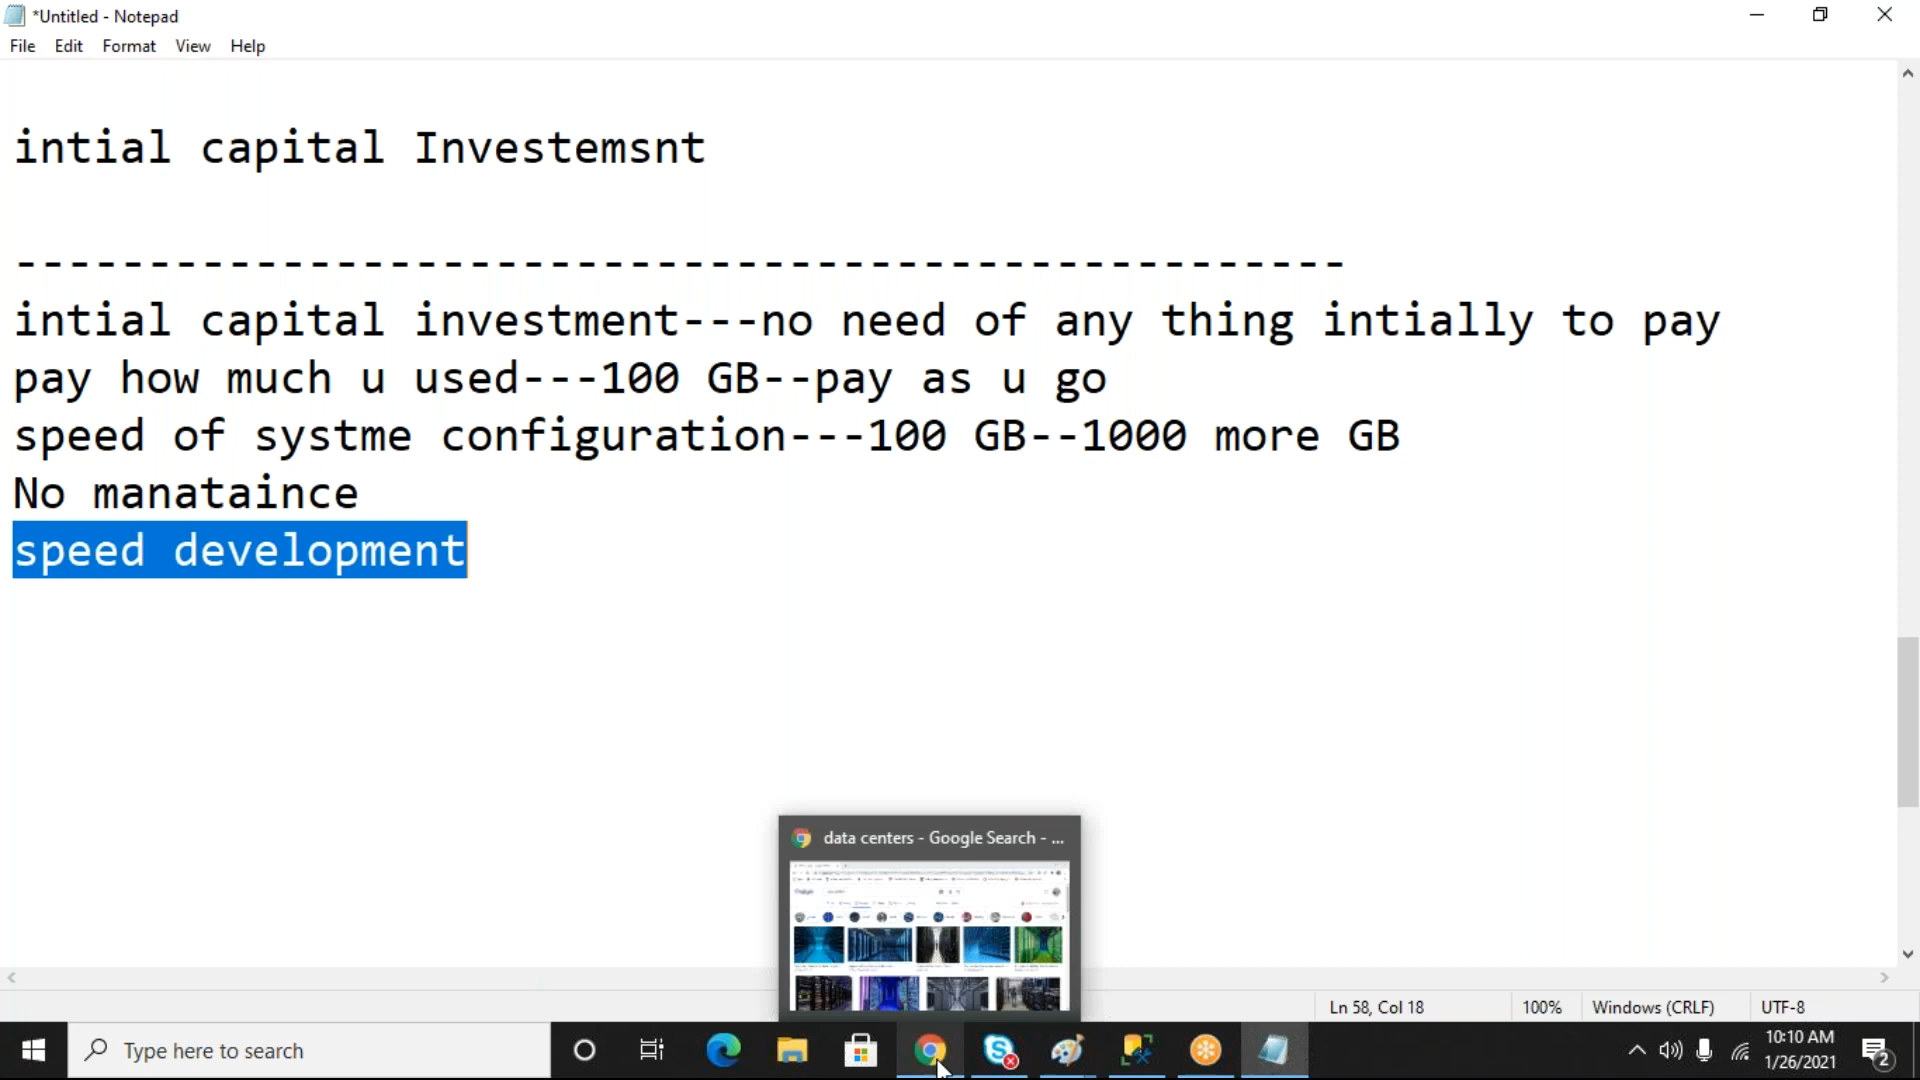 *Untitled - Notepad
File Edit Format View Help
intial capital Investemsnt
--------------------------------------------------
intial capital investment---no need of any thing intially to pay
pay how much u used---100 GB--pay as u go
speed of systme configuration---100 GB--1000 more GB
No manataince
speed development
data centers - Google Search - ...
Ln 58, Col 18 100% Windows (CRLF) UTF-8
Type here to search
10:10 AM
1/26/2021
2